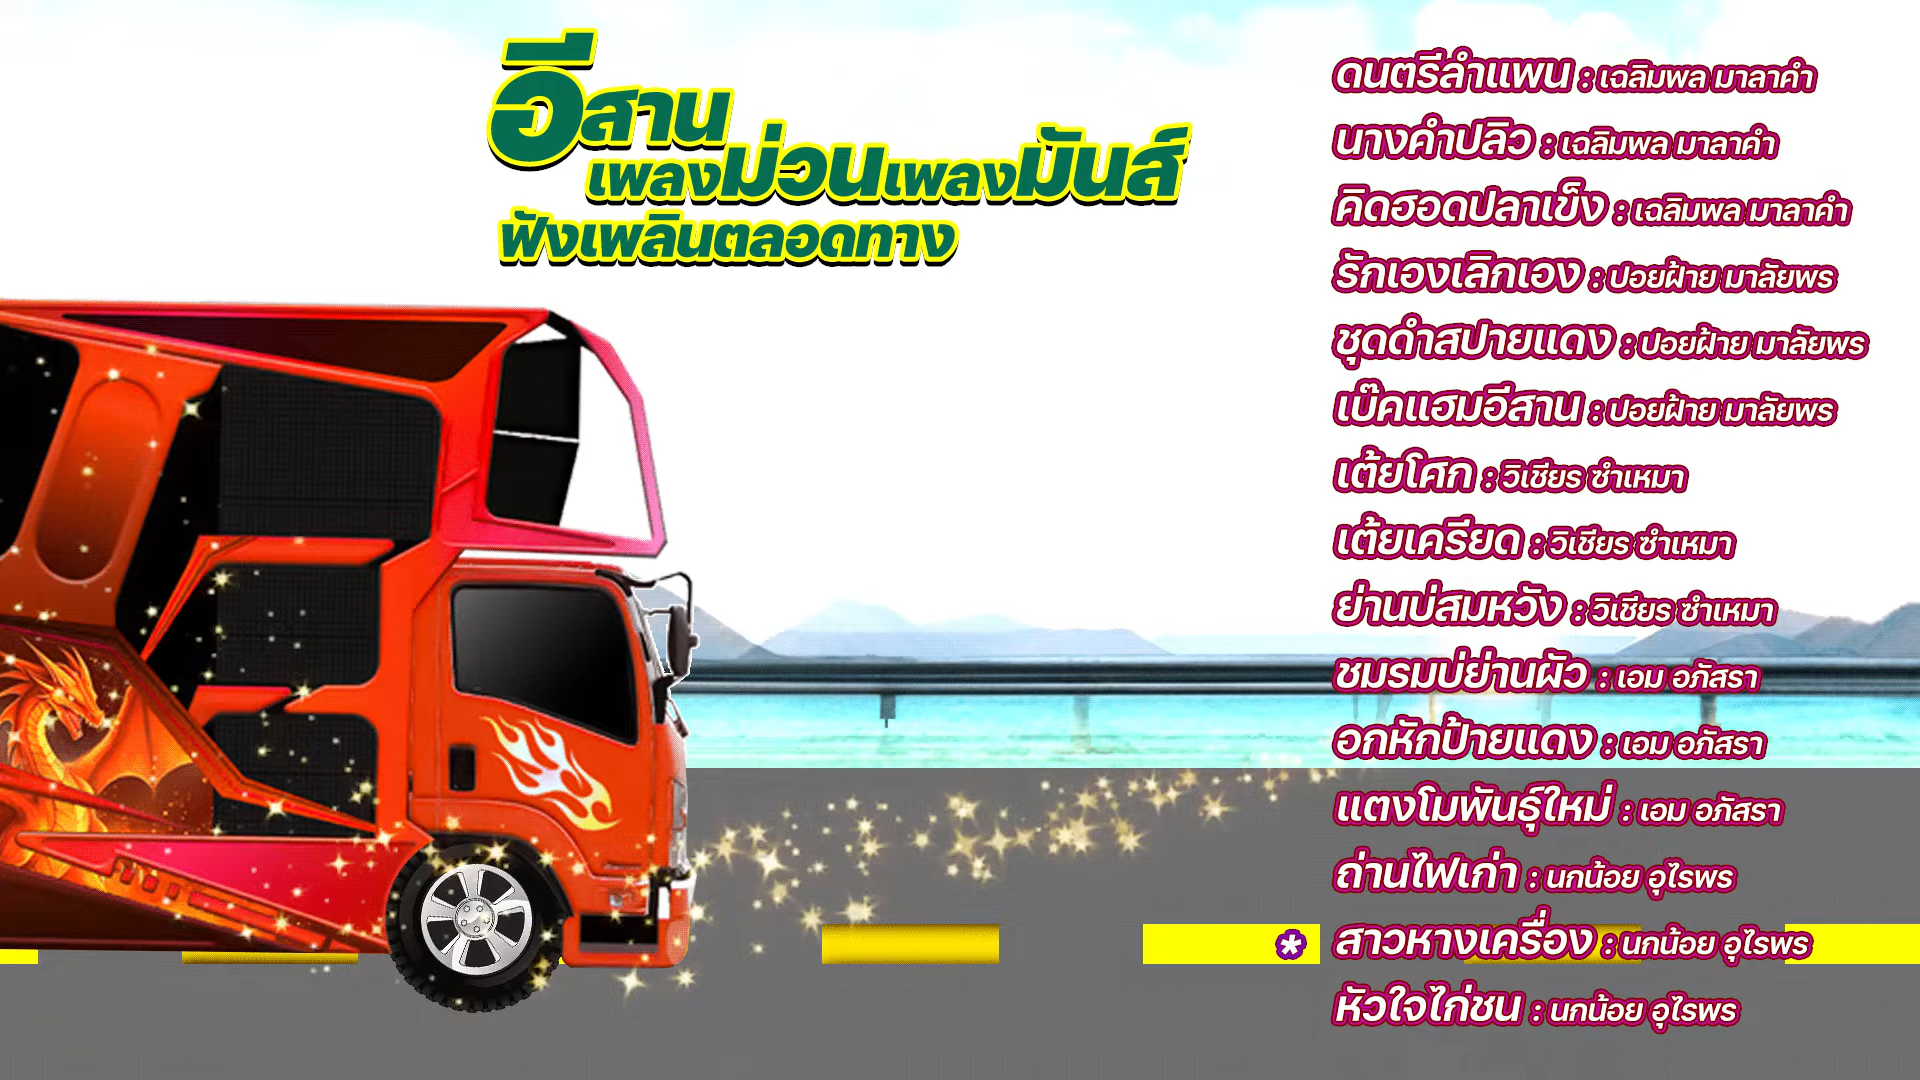 อีสาน
เพลงม่วนเพลงมันส์
ฟังเพลินตลอดทาง
ดนตรีลำแพน : เฉลิมพล มาลาคำ
นางคำปลิว : เฉลิมพล มาลาคำ
คิดฮอดปลาเข็ง : เฉลิมพล มาลาคำ
รักเองเลิกเอง : ปอยฝ้าย มาลัยพร
ชุดดำสปายแดง : ปอยฝ้าย มาลัยพร
เบ๊คแฮมอีสาน : ปอยฝ้าย มาลัยพร
เต้ยโศก : วิเชียร ซำเหมา
เต้ยเครียด : วิเชียร ซำเหมา
ย่านบ่สมหวัง : วิเชียร ซำเหมา
ชมรมบ่ย่านผัว : เอม อภัสรา
อกหักป้ายแดง : เอม อภัสรา
แตงโมพันธุ์ใหม่ : เอม อภัสรา
ถ่านไฟเก่า : นกน้อย อุไรพร
* สาวหางเครื่อง : นกน้อย อุไรพร
หัวใจไก่ชน : นกน้อย อุไรพร